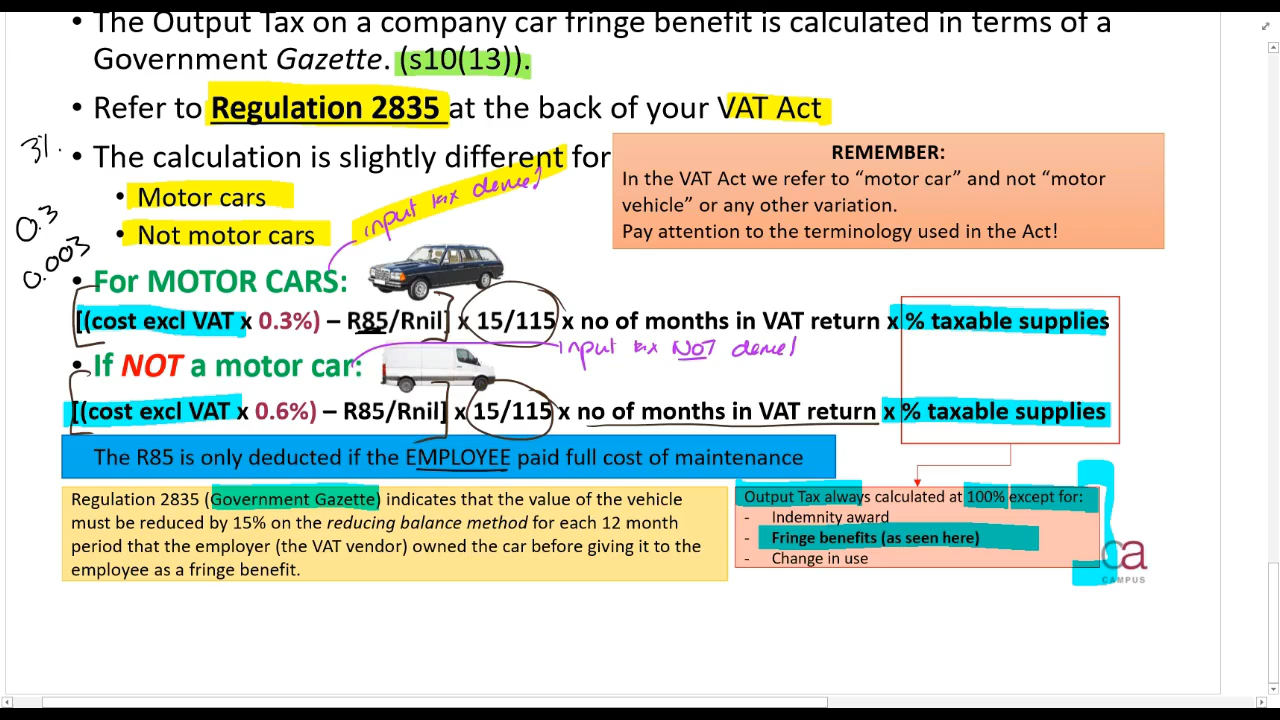 • The Output Tax on a company car fringe benefit is calculated in terms of a
Government Gazette. (s10(13)).
• Refer to Regulation 2835 at the back of your VAT Act
3%.
• The calculation is slightly different for
• Motor cars
• Not motor cars
input tax denied
0.3
0.003
REMEMBER:
In the VAT Act we refer to “motor car” and not “motor
vehicle” or any other variation.
Pay attention to the terminology used in the Act!
• For MOTOR CARS:
[(cost excl VAT x 0.3%) – R85/Rnil] x 15/115 x no of months in VAT return x % taxable supplies
input tax NOT denied
• If NOT a motor car:
[(cost excl VAT x 0.6%) – R85/Rnil] x 15/115 x no of months in VAT return x % taxable supplies
The R85 is only deducted if the EMPLOYEE paid full cost of maintenance
Regulation 2835 (Government Gazette) indicates that the value of the vehicle
must be reduced by 15% on the reducing balance method for each 12 month
period that the employer (the VAT vendor) owned the car before giving it to the
employee as a fringe benefit.
Output Tax always calculated at 100% except for:
- Indemnity award
- Fringe benefits (as seen here)
- Change in use
ca
CAMPUS